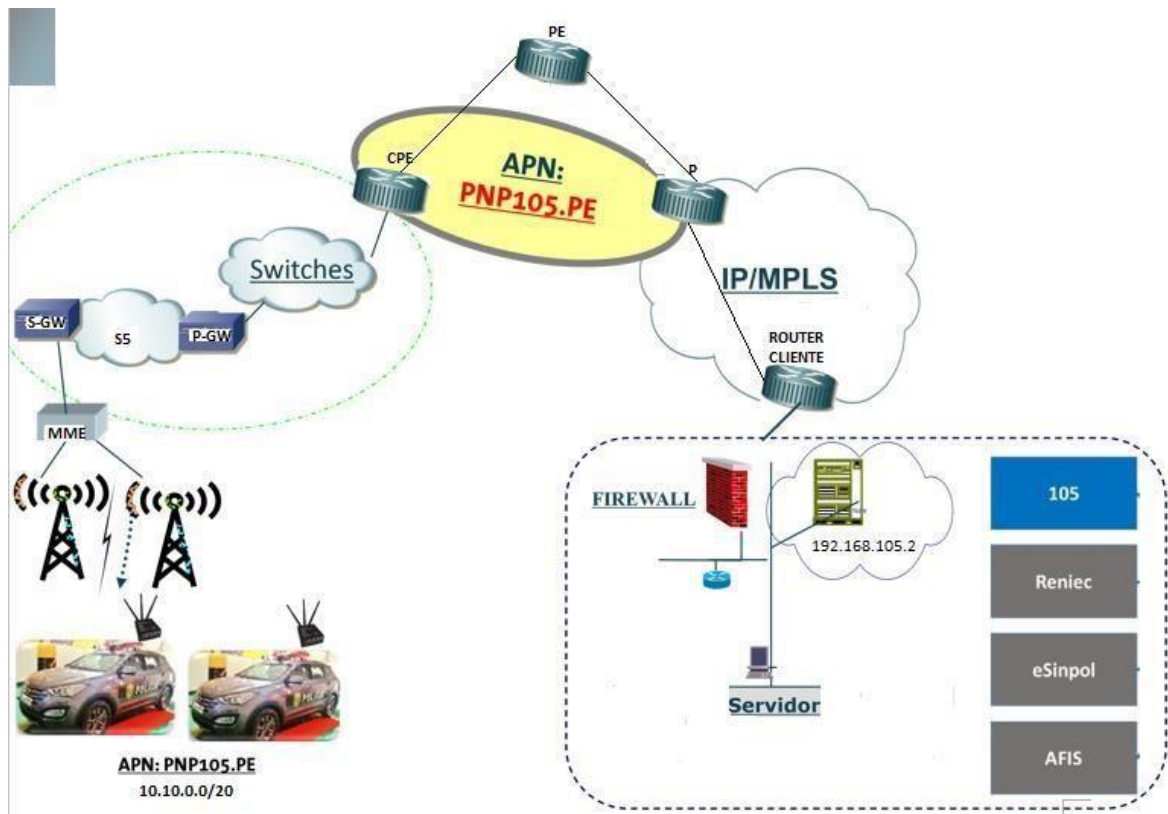 PE
CPE
APN:
PNP105.PE
P
Switches
IP/MPLS
S-GW
S5
P-GW
ROUTER
CLIENTE
MME
FIREWALL
192.168.105.2
105
Reniec
eSinpol
AFIS
Servidor
POLICIA
APN: PNP105.PE
10.10.0.0/20